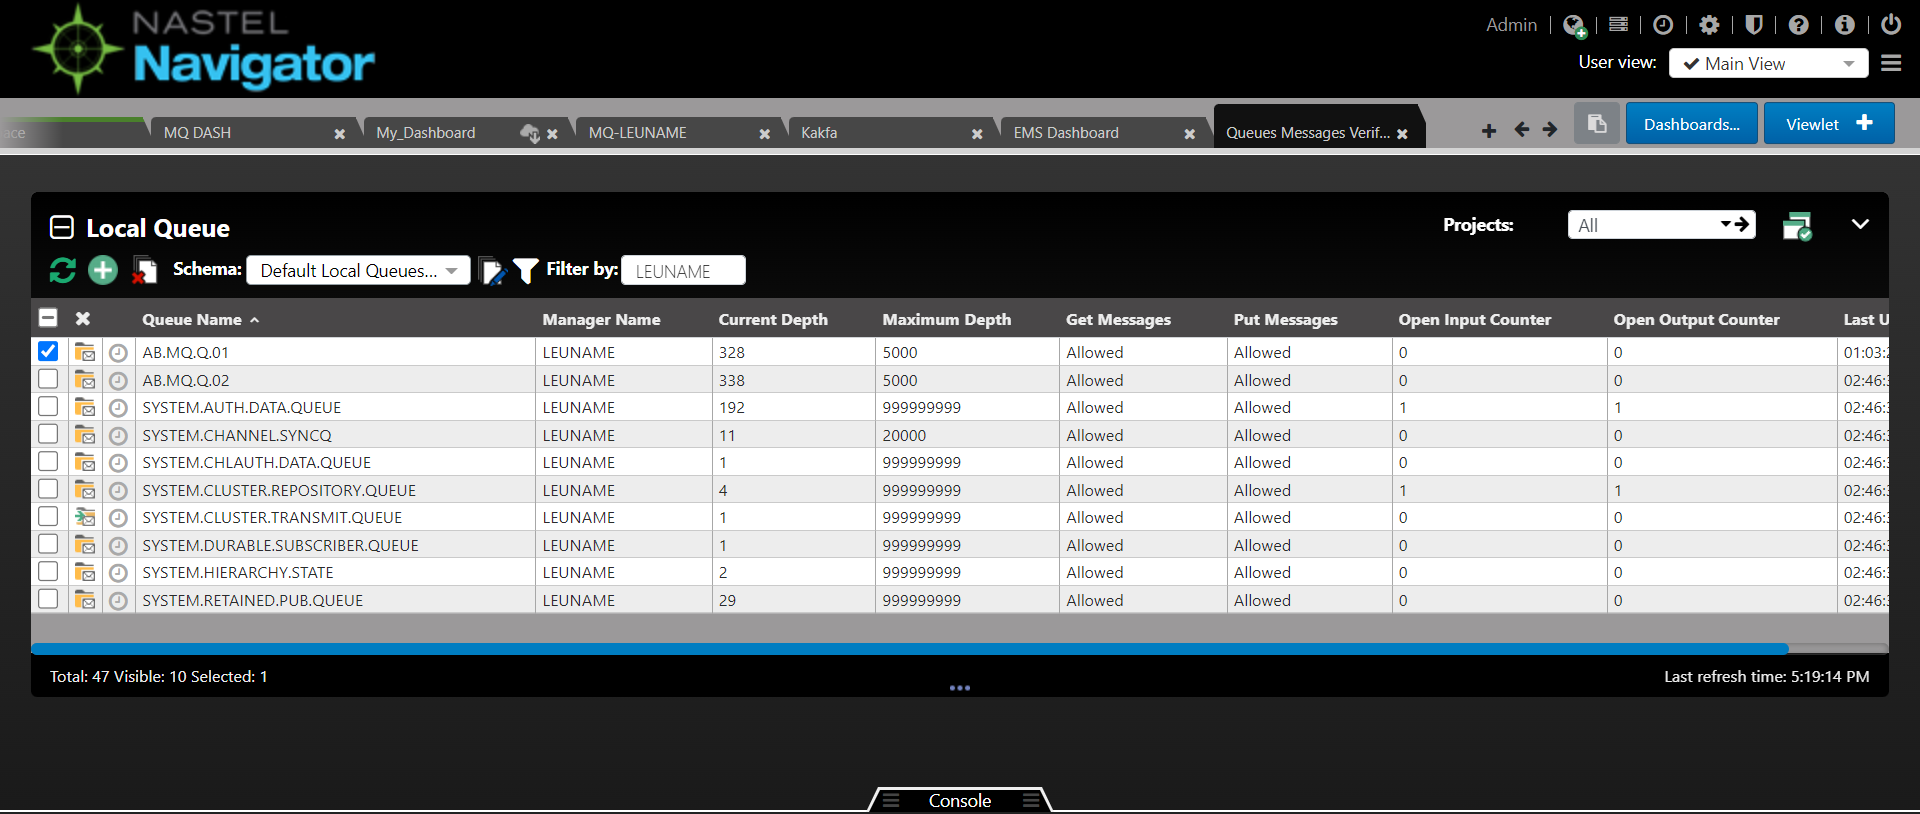 NASTEL
Navigator
Admin
User view: Main View
ace
MQ DASH
My_Dashboard
MQ-LEUNAME
Kakfa
EMS Dashboard
Queues Messages Verif...
Dashboards...
Viewlet
Local Queue
Projects: All
Schema: Default Local Queues... Filter by: LEUNAME
Queue Name Manager Name Current Depth Maximum Depth Get Messages Put Messages Open Input Counter Open Output Counter Last U
AB.MQ.Q.01 LEUNAME 328 5000 Allowed Allowed 0 0 01:03:
AB.MQ.Q.02 LEUNAME 338 5000 Allowed Allowed 0 0 02:46:
SYSTEM.AUTH.DATA.QUEUE LEUNAME 192 999999999 Allowed Allowed 1 1 02:46:
SYSTEM.CHANNEL.SYNCQ LEUNAME 11 20000 Allowed Allowed 0 0 02:46:
SYSTEM.CHLAUTH.DATA.QUEUE LEUNAME 1 999999999 Allowed Allowed 0 0 02:46:
SYSTEM.CLUSTER.REPOSITORY.QUEUE LEUNAME 4 999999999 Allowed Allowed 1 1 02:46:
SYSTEM.CLUSTER.TRANSMIT.QUEUE LEUNAME 1 999999999 Allowed Allowed 0 0 02:46:
SYSTEM.DURABLE.SUBSCRIBER.QUEUE LEUNAME 1 999999999 Allowed Allowed 0 0 02:46:
SYSTEM.HIERARCHY.STATE LEUNAME 2 999999999 Allowed Allowed 0 0 02:46:
SYSTEM.RETAINED.PUB.QUEUE LEUNAME 29 999999999 Allowed Allowed 0 0 02:46:
Total: 47 Visible: 10 Selected: 1
Last refresh time: 5:19:14 PM
Console